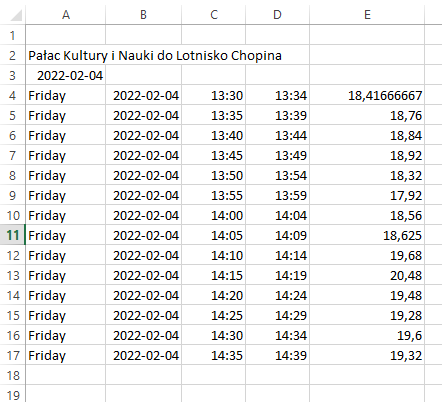 A B C D E
1
2 Pałac Kultury i Nauki do Lotnisko Chopina
3 2022-02-04
4 Friday 2022-02-04 13:30 13:34 18,41666667
5 Friday 2022-02-04 13:35 13:39 18,76
6 Friday 2022-02-04 13:40 13:44 18,84
7 Friday 2022-02-04 13:45 13:49 18,92
8 Friday 2022-02-04 13:50 13:54 18,32
9 Friday 2022-02-04 13:55 13:59 17,92
10 Friday 2022-02-04 14:00 14:04 18,56
11 Friday 2022-02-04 14:05 14:09 18,625
12 Friday 2022-02-04 14:10 14:14 19,68
13 Friday 2022-02-04 14:15 14:19 20,48
14 Friday 2022-02-04 14:20 14:24 19,48
15 Friday 2022-02-04 14:25 14:29 19,28
16 Friday 2022-02-04 14:30 14:34 19,6
17 Friday 2022-02-04 14:35 14:39 19,32
18
19